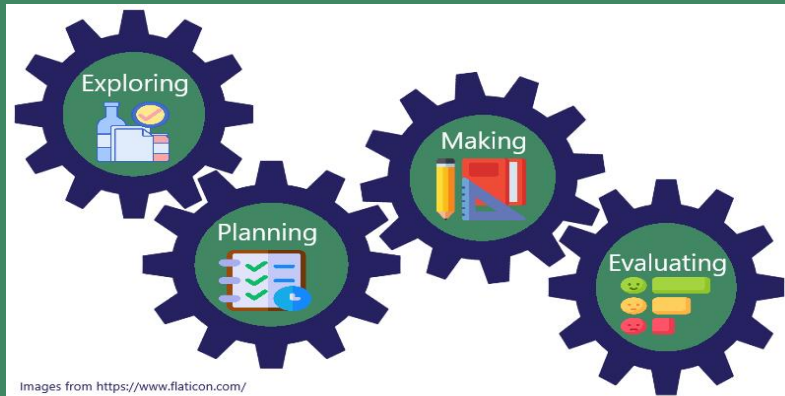 Exploring
Planning
Making
Evaluating
Images from https://www.flaticon.com/